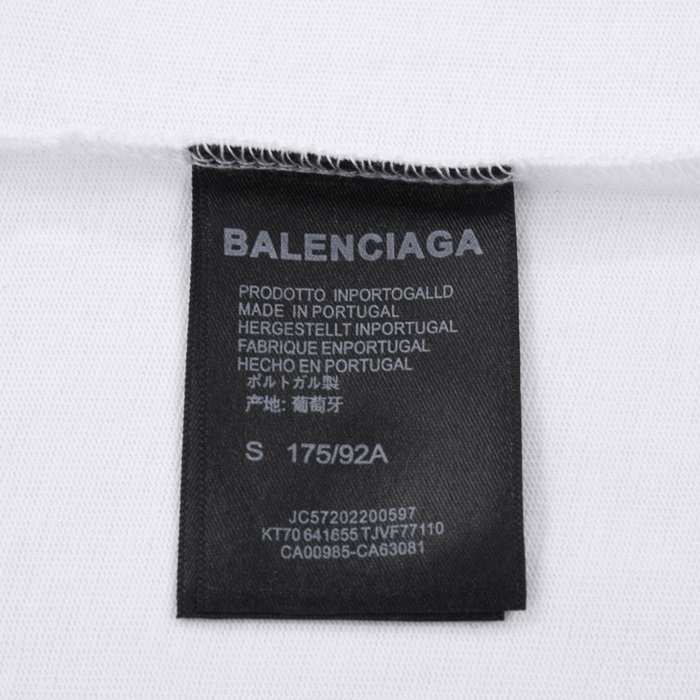 BALENCIAGA
PRODOTTO INPORTOGALLD
MADE IN PORTUGAL
HERGESTELLT INPORTUGAL
FABRIQUE ENPORTUGAL
HECHO EN PORTUGAL
ポルトガル製
产地: 葡萄牙
S 175/92A
JC57202200597
KT70 641655 TJVF77110
CA00985-CA63081